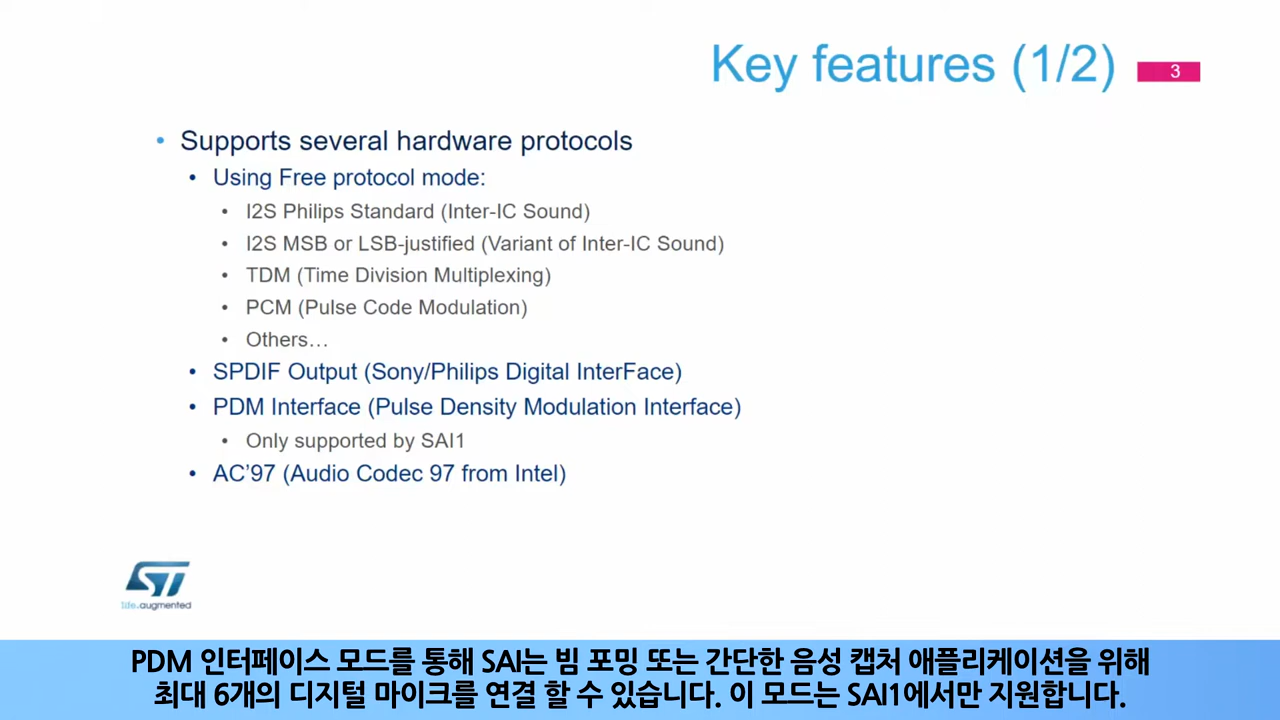 Key features (1/2)
3
• Supports several hardware protocols
• Using Free protocol mode:
• I2S Philips Standard (Inter-IC Sound)
• I2S MSB or LSB-justified (Variant of Inter-IC Sound)
• TDM (Time Division Multiplexing)
• PCM (Pulse Code Modulation)
• Others…
• SPDIF Output (Sony/Philips Digital InterFace)
• PDM Interface (Pulse Density Modulation Interface)
• Only supported by SAI1
• AC’97 (Audio Codec 97 from Intel)
ST
life.augmented
PDM 인터페이스 모드를 통해 SAI는 빔 포밍 또는 간단한 음성 캡처 애플리케이션을 위해
최대 6개의 디지털 마이크를 연결 할 수 있습니다. 이 모드는 SAI1에서만 지원합니다.